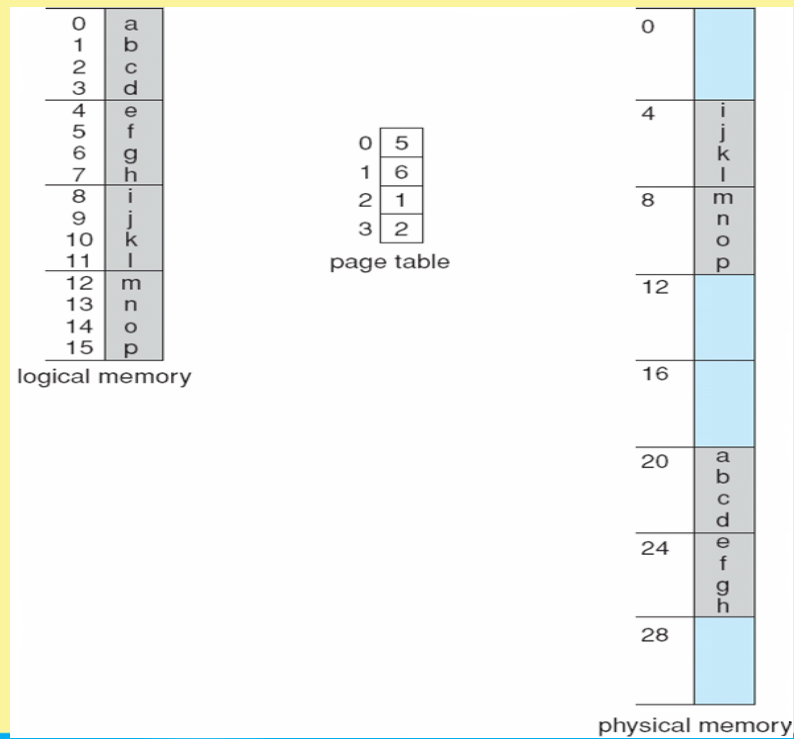 0 a
1 b
2 c
3 d
4 e
5 f
6 g
7 h
8 i
9 j
10 k
11 l
12 m
13 n
14 o
15 p
logical memory
0 5
1 6
2 1
3 2
page table
0
4 i
j
k
l
8 m
n
o
p
12
16
20 a
b
c
d
24 e
f
g
h
28
physical memory